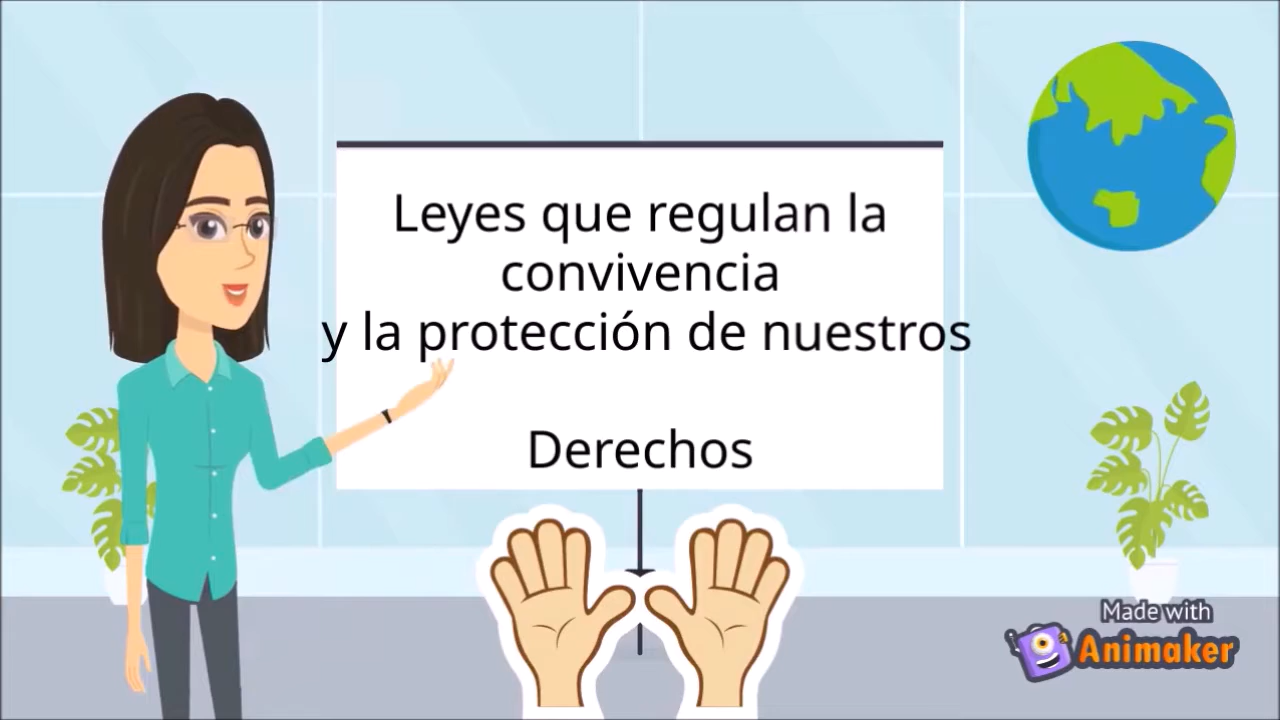 Leyes que regulan la
convivencia
y la protección de nuestros
Derechos
Made with
Animaker